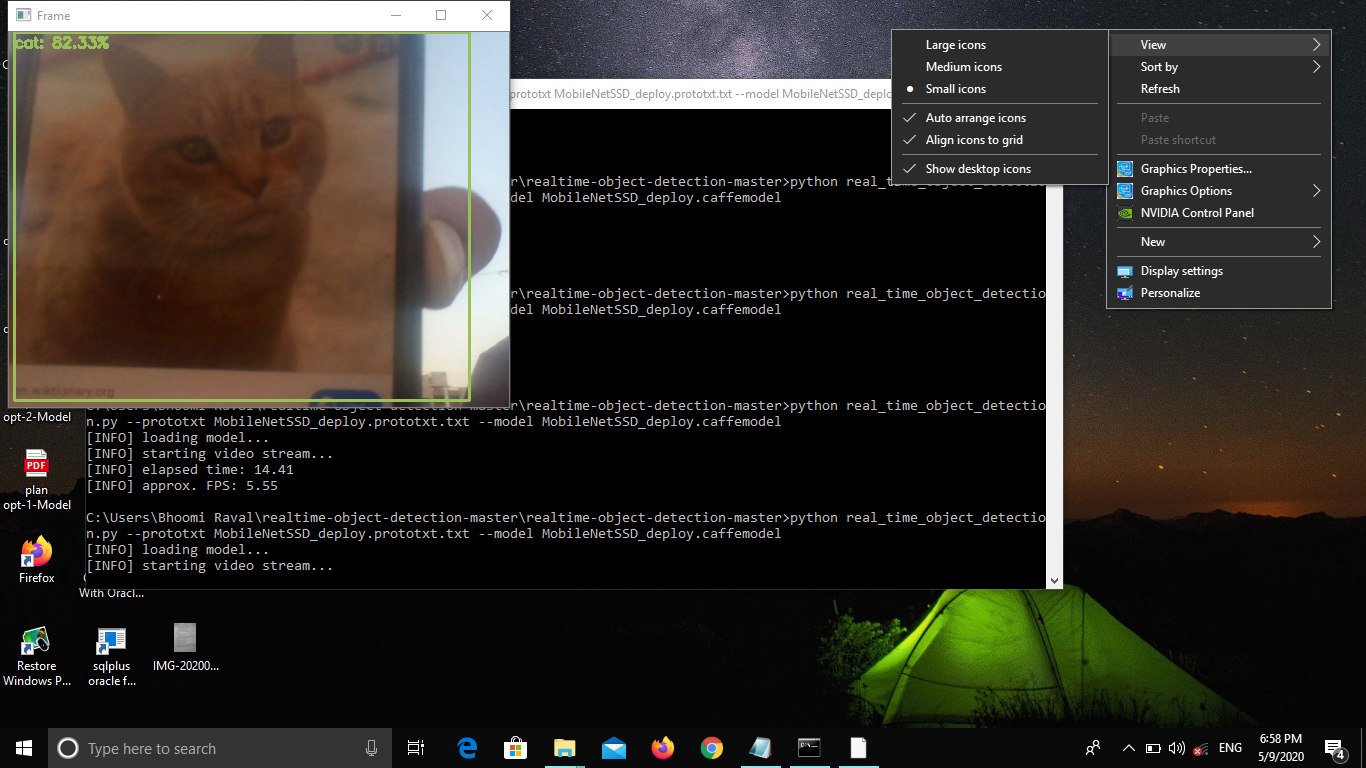 Frame
cat: 82.33%
prototxt MobileNetSSD_deploy.prototxt.txt --model MobileNetSSD_deplo
r\realtime-object-detection-master>python real_time_object_detectio
del MobileNetSSD_deploy.caffemodel
r\realtime-object-detection-master>python real_time_object_detectio
del MobileNetSSD_deploy.caffemodel
C:\Users\Bhoomi Raval\realtime-object-detection-master\realtime-object-detection-master>python real_time_object_detectio
n.py --prototxt MobileNetSSD_deploy.prototxt.txt --model MobileNetSSD_deploy.caffemodel
[INFO] loading model...
[INFO] starting video stream...
[INFO] elapsed time: 14.41
[INFO] approx. FPS: 5.55
C:\Users\Bhoomi Raval\realtime-object-detection-master\realtime-object-detection-master>python real_time_object_detectio
n.py --prototxt MobileNetSSD_deploy.prototxt.txt --model MobileNetSSD_deploy.caffemodel
[INFO] loading model...
[INFO] starting video stream...
Large icons
Medium icons
Small icons
Auto arrange icons
Align icons to grid
Show desktop icons
View
Sort by
Refresh
Paste
Paste shortcut
Graphics Properties...
Graphics Options
NVIDIA Control Panel
New
Display settings
Personalize
opt-2-Model
PDF
plan
opt-1-Model
Firefox
With Oracl...
Restore
Windows P...
sqlplus
oracle f...
IMG-20200...
Type here to search
ENG
6:58 PM
5/9/2020
4